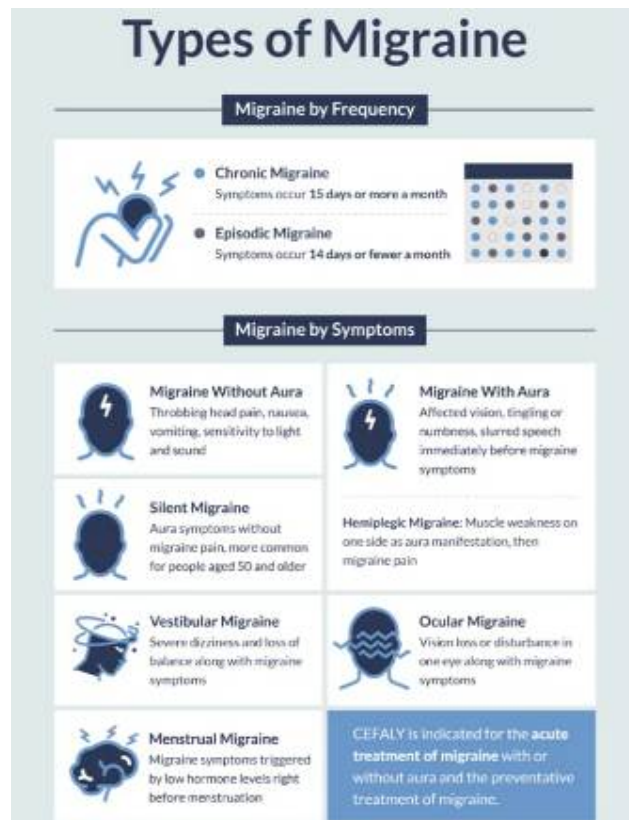 Types of Migraine
Migraine by Frequency
Chronic Migraine
Symptoms occur 15 days or more a month
Episodic Migraine
Symptoms occur 14 days or fewer a month
Migraine by Symptoms
Migraine Without Aura
Throbbing head pain, nausea,
vomiting, sensitivity to light
and sound
Migraine With Aura
Affected vision, tingling or
numbness, slurred speech
immediately before migraine
symptoms
Hemiplegic Migraine: Muscle weakness on
one side as aura manifestation, then
migraine pain
Silent Migraine
Aura symptoms without
migraine pain, more common
for people aged 50 and older
Vestibular Migraine
Severe dizziness and loss of
balance along with migraine
symptoms
Ocular Migraine
Vision loss or disturbance in
one eye along with migraine
symptoms
Menstrual Migraine
Migraine symptoms triggered
by low hormone levels right
before menstruation
CEFALY is indicated for the acute
treatment of migraine with or
without aura and the preventative
treatment of migraine.